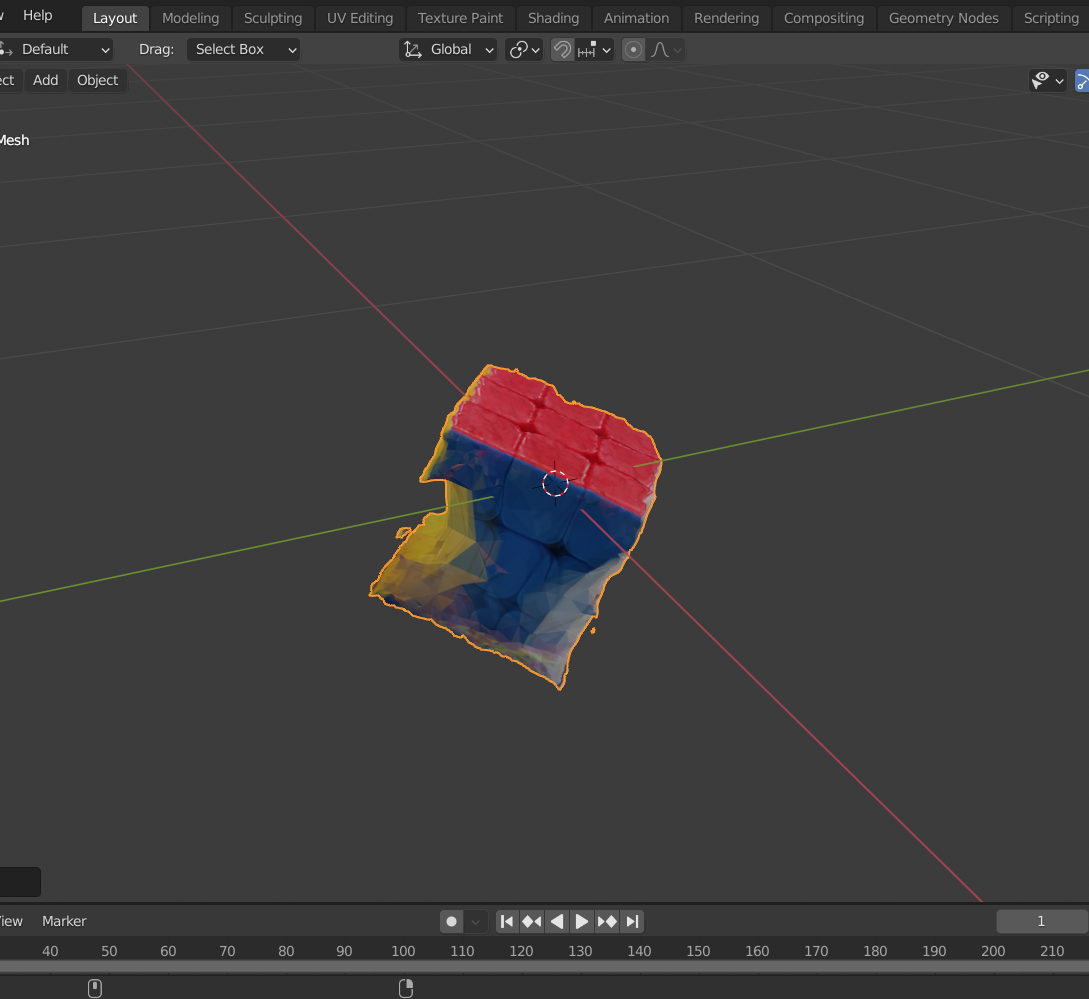 Help Layout Modeling Sculpting UV Editing Texture Paint Shading Animation Rendering Compositing Geometry Nodes Scripting
Default Drag: Select Box Global
ect Add Object
Mesh
iew Marker 1
40 50 60 70 80 90 100 110 120 130 140 150 160 170 180 190 200 210